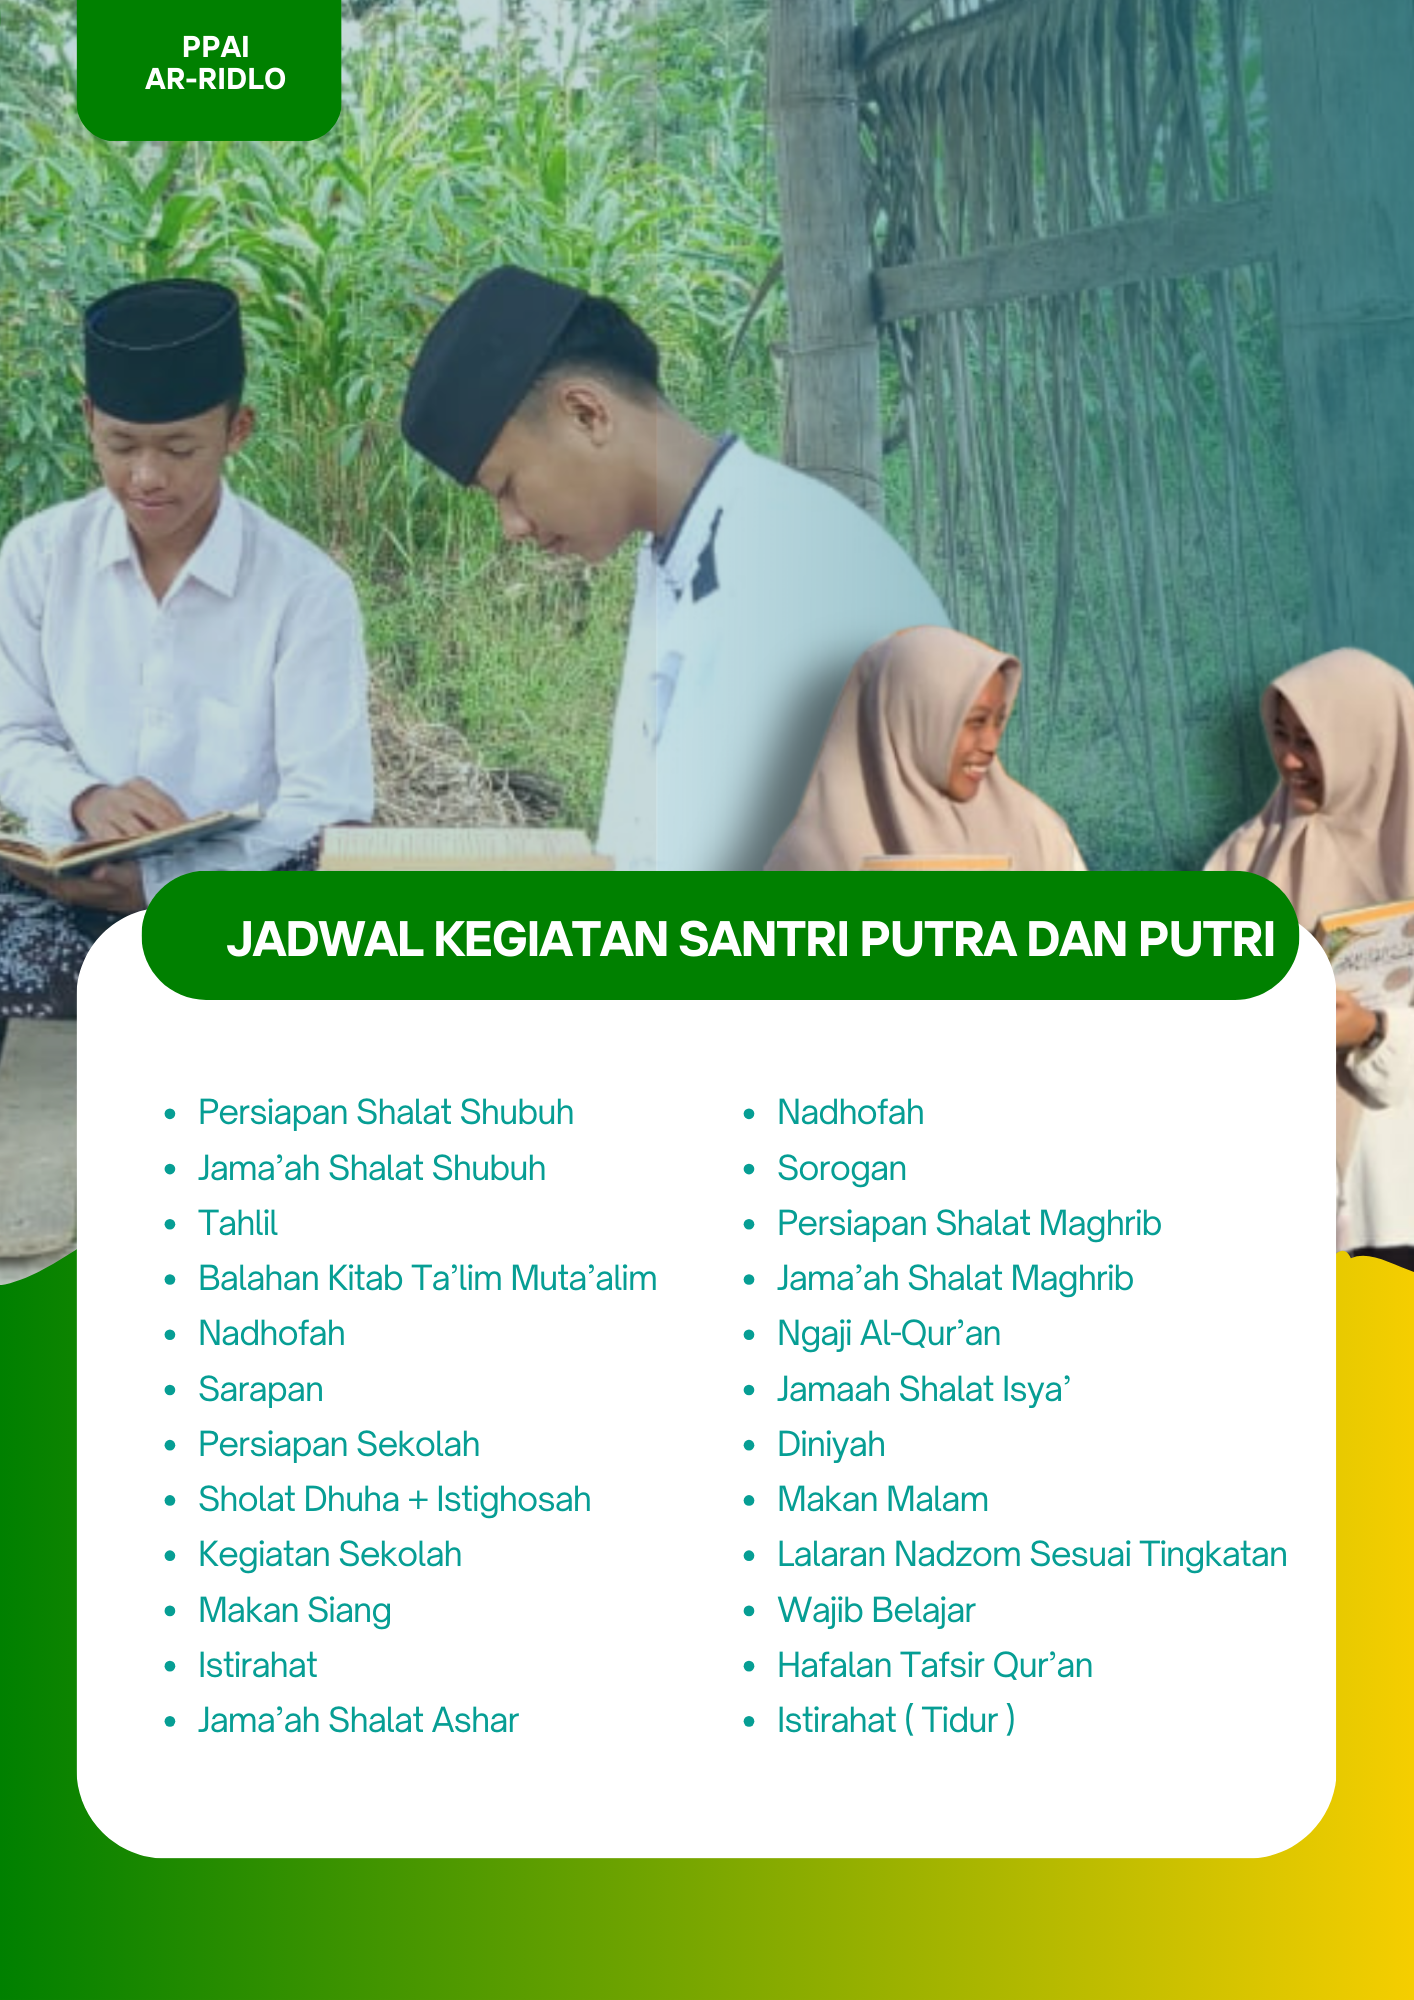 PPAI
AR-RIDLO
JADWAL KEGIATAN SANTRI PUTRA DAN PUTRI
Persiapan Shalat Shubuh
Jama’ah Shalat Shubuh
Tahlil
Balahan Kitab Ta’lim Muta’alim
Nadhofah
Sarapan
Persiapan Sekolah
Sholat Dhuha + Istighosah
Kegiatan Sekolah
Makan Siang
Istirahat
Jama’ah Shalat Ashar
Nadhofah
Sorogan
Persiapan Shalat Maghrib
Jama’ah Shalat Maghrib
Ngaji Al-Qur’an
Jamaah Shalat Isya’
Diniyah
Makan Malam
Lalaran Nadzom Sesuai Tingkatan
Wajib Belajar
Hafalan Tafsir Qur’an
Istirahat ( Tidur )